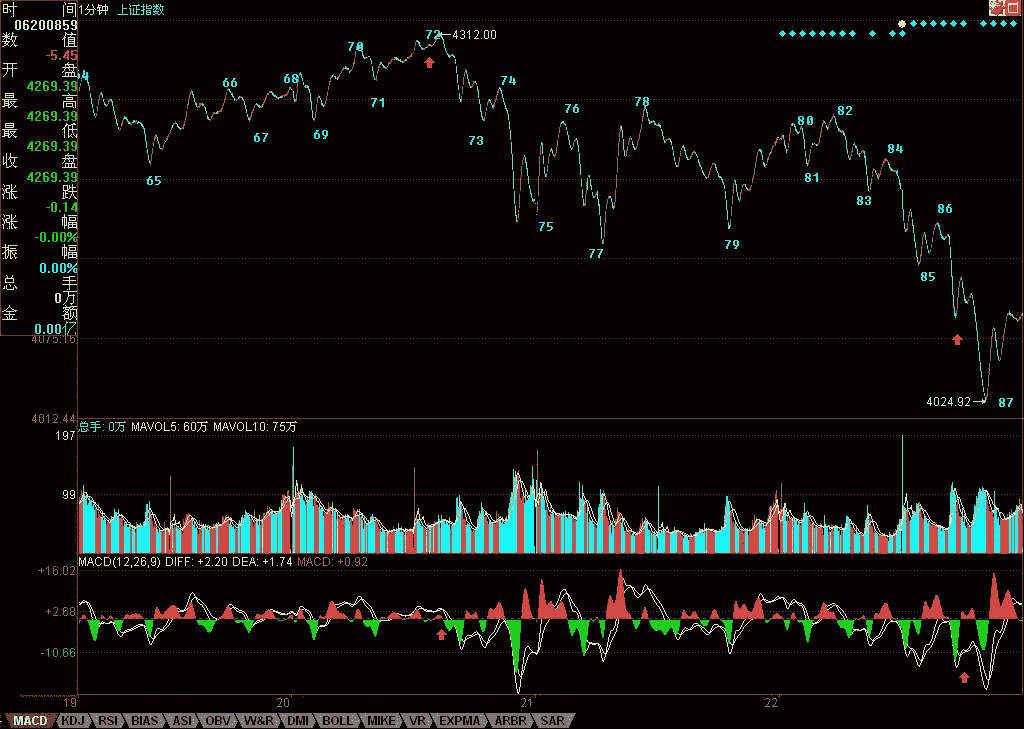 时 间 1分钟 上证指数
06200859
数 值
-5.45
开 盘
4269.39
最 高
4269.39
最 低
4269.39
收 盘
4269.39
涨 跌
-0.14
涨 幅
-0.00%
振 幅
0.00%
总 手
0万
金 额
0.00亿
4075.16
4012.44
65
66
67
68
69
70
71
72 4312.00
73
74
75
76
77
78
79
80
81
82
83
84
85
86
4024.92 87
总手: 0万 MAVOL5: 60万 MAVOL10: 75万
197
99
MACD(12,26,9) DIFF: +2.20 DEA: +1.74 MACD: +0.92
+16.02
+2.68
-10.66
19 20 21 22
MACD KDJ RSI BIAS ASI OBV W&R DMI BOLL MIKE VR EXPMA ARBR SAR